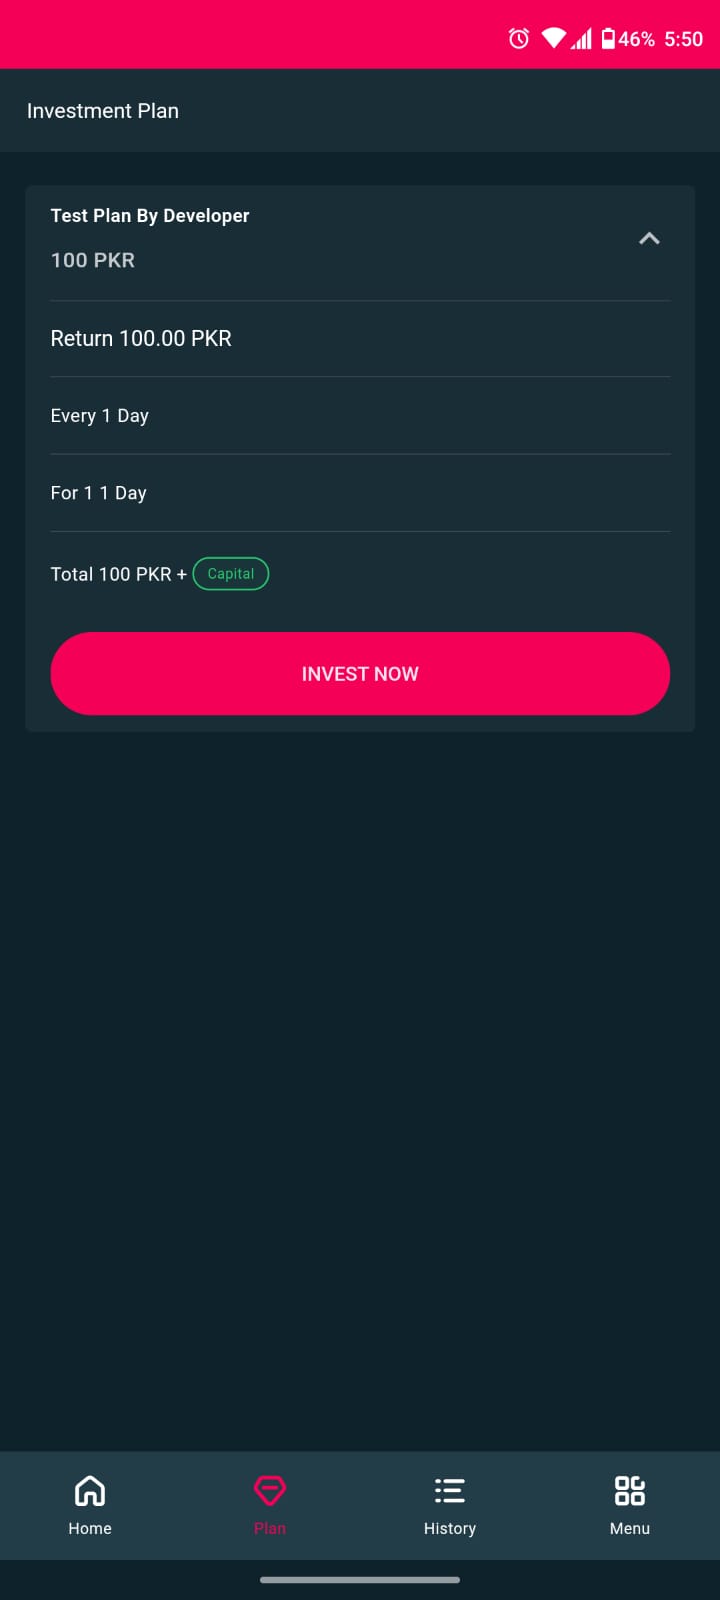 46% 5:50
Investment Plan
Test Plan By Developer
100 PKR
Return 100.00 PKR
Every 1 Day
For 1 1 Day
Total 100 PKR + Capital
INVEST NOW
Home Plan History Menu